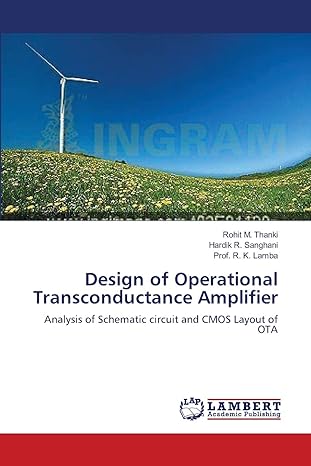 INGRAM
Rohit M. Thanki
Hardik R. Sanghani
Prof. R. K. Lamba
Design of Operational
Transconductance Amplifier
Analysis of Schematic circuit and CMOS Layout of
OTA
LAP
LAMBERT
Academic Publishing